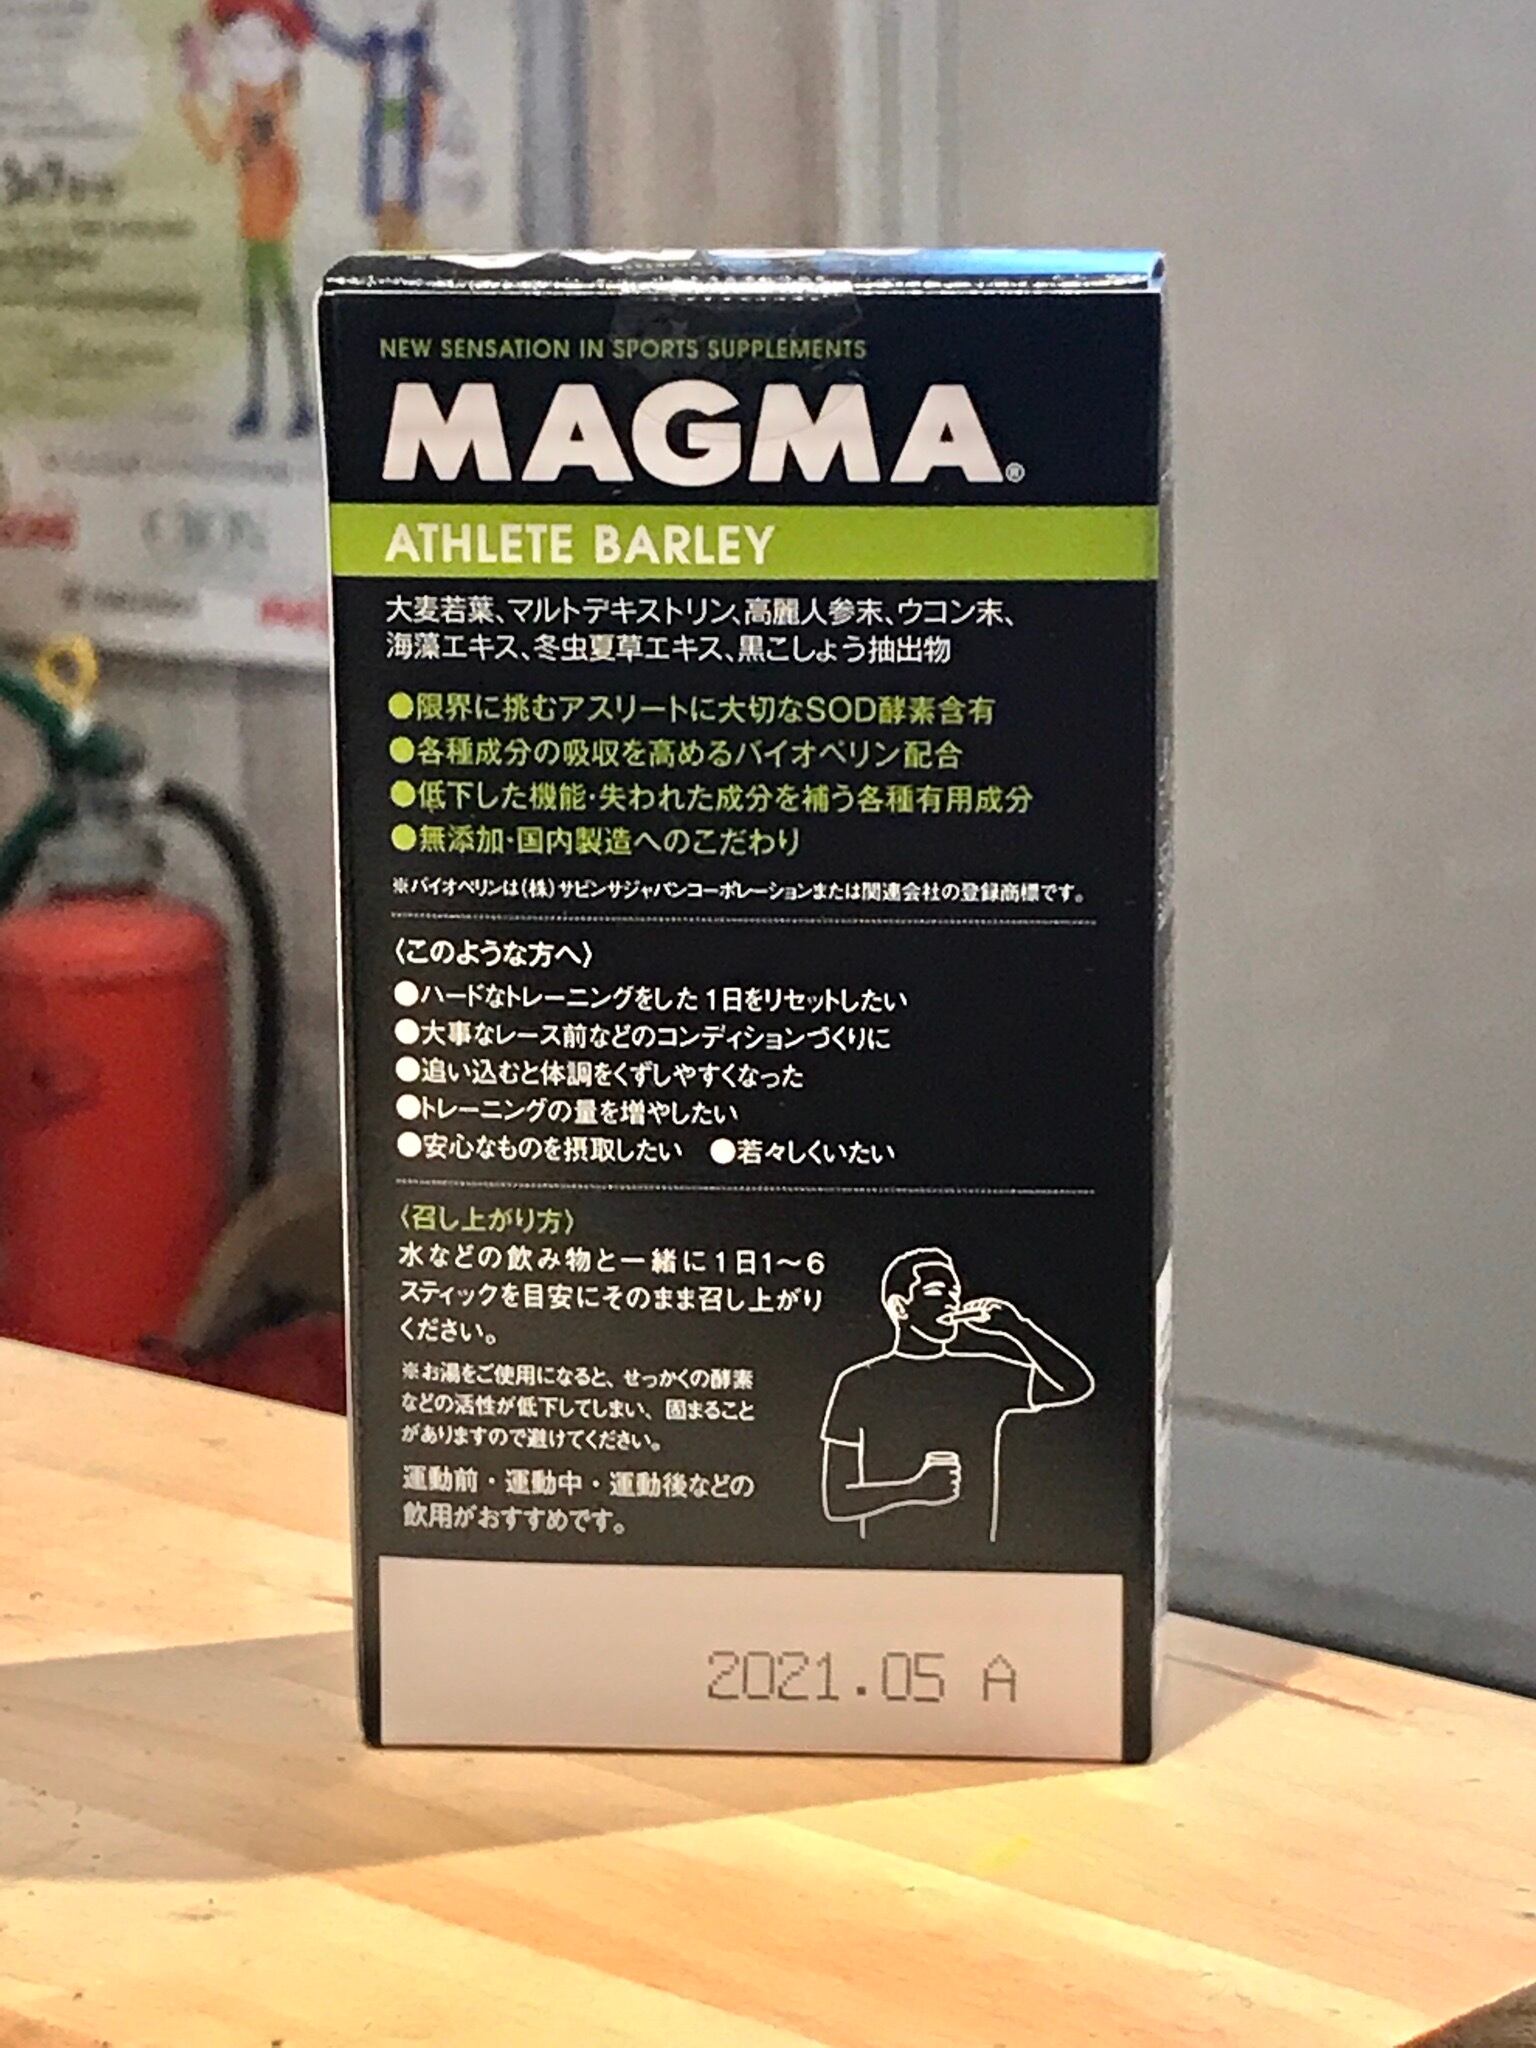 NEW SENSATION IN SPORTS SUPPLEMENTS
MAGMA®
ATHLETE BARLEY
大麦若葉、マルトデキストリン、高麗人参末、ウコン末、
海藻エキス、冬虫夏草エキス、黒こしょう抽出物
●限界に挑むアスリートに大切なSOD酵素含有
●各種成分の吸収を高めるバイオペリン配合
●低下した機能・失われた成分を補う各種有用成分
●無添加・国内製造へのこだわり
※バイオペリンは(株)サビンサジャパンコーポレーションまたは関連会社の登録商標です。
〈このような方へ〉
●ハードなトレーニングをした1日をリセットしたい
●大事なレース前などのコンディションづくりに
●追い込むと体調をくずしやすくなった
●トレーニングの量を増やしたい
●安心なものを摂取したい ●若々しくいたい
〈召し上がり方〉
水などの飲み物と一緒に1日1〜6
スティックを目安にそのまま召し上がり
ください。
※お湯をご使用になると、せっかくの酵素
などの活性が低下してしまい、固まること
がありますので避けてください。
運動前・運動中・運動後などの
飲用がおすすめです。
2021.05 A